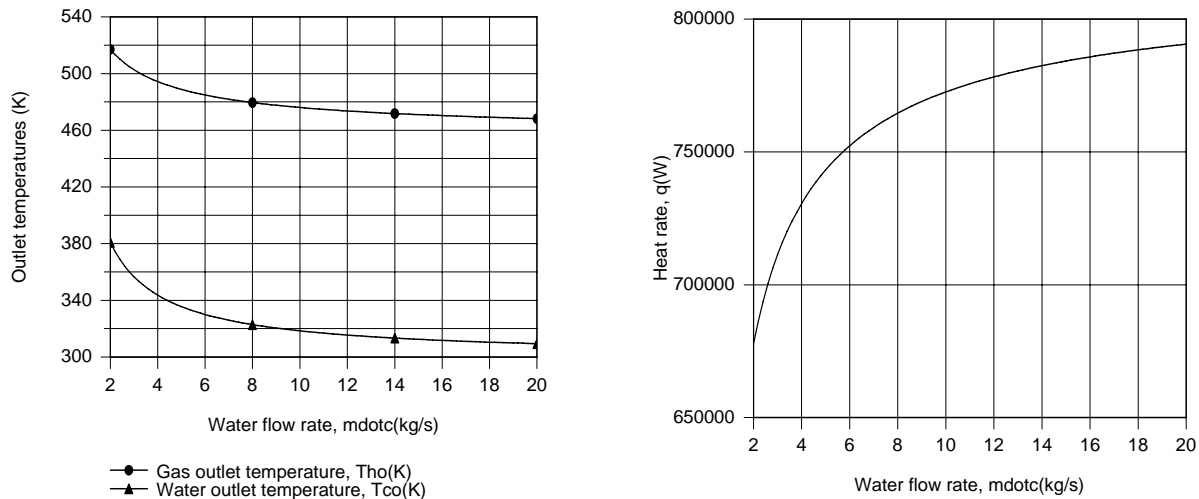 540
500
460
420
380
340
300
Outlet temperatures (K)
2 4 6 8 10 12 14 16 18 20
Water flow rate, mdotc(kg/s)
Gas outlet temperature, Tho(K)
Water outlet temperature, Tco(K)
800000
750000
700000
650000
Heat rate, q(W)
2 4 6 8 10 12 14 16 18 20
Water flow rate, mdotc(kg/s)